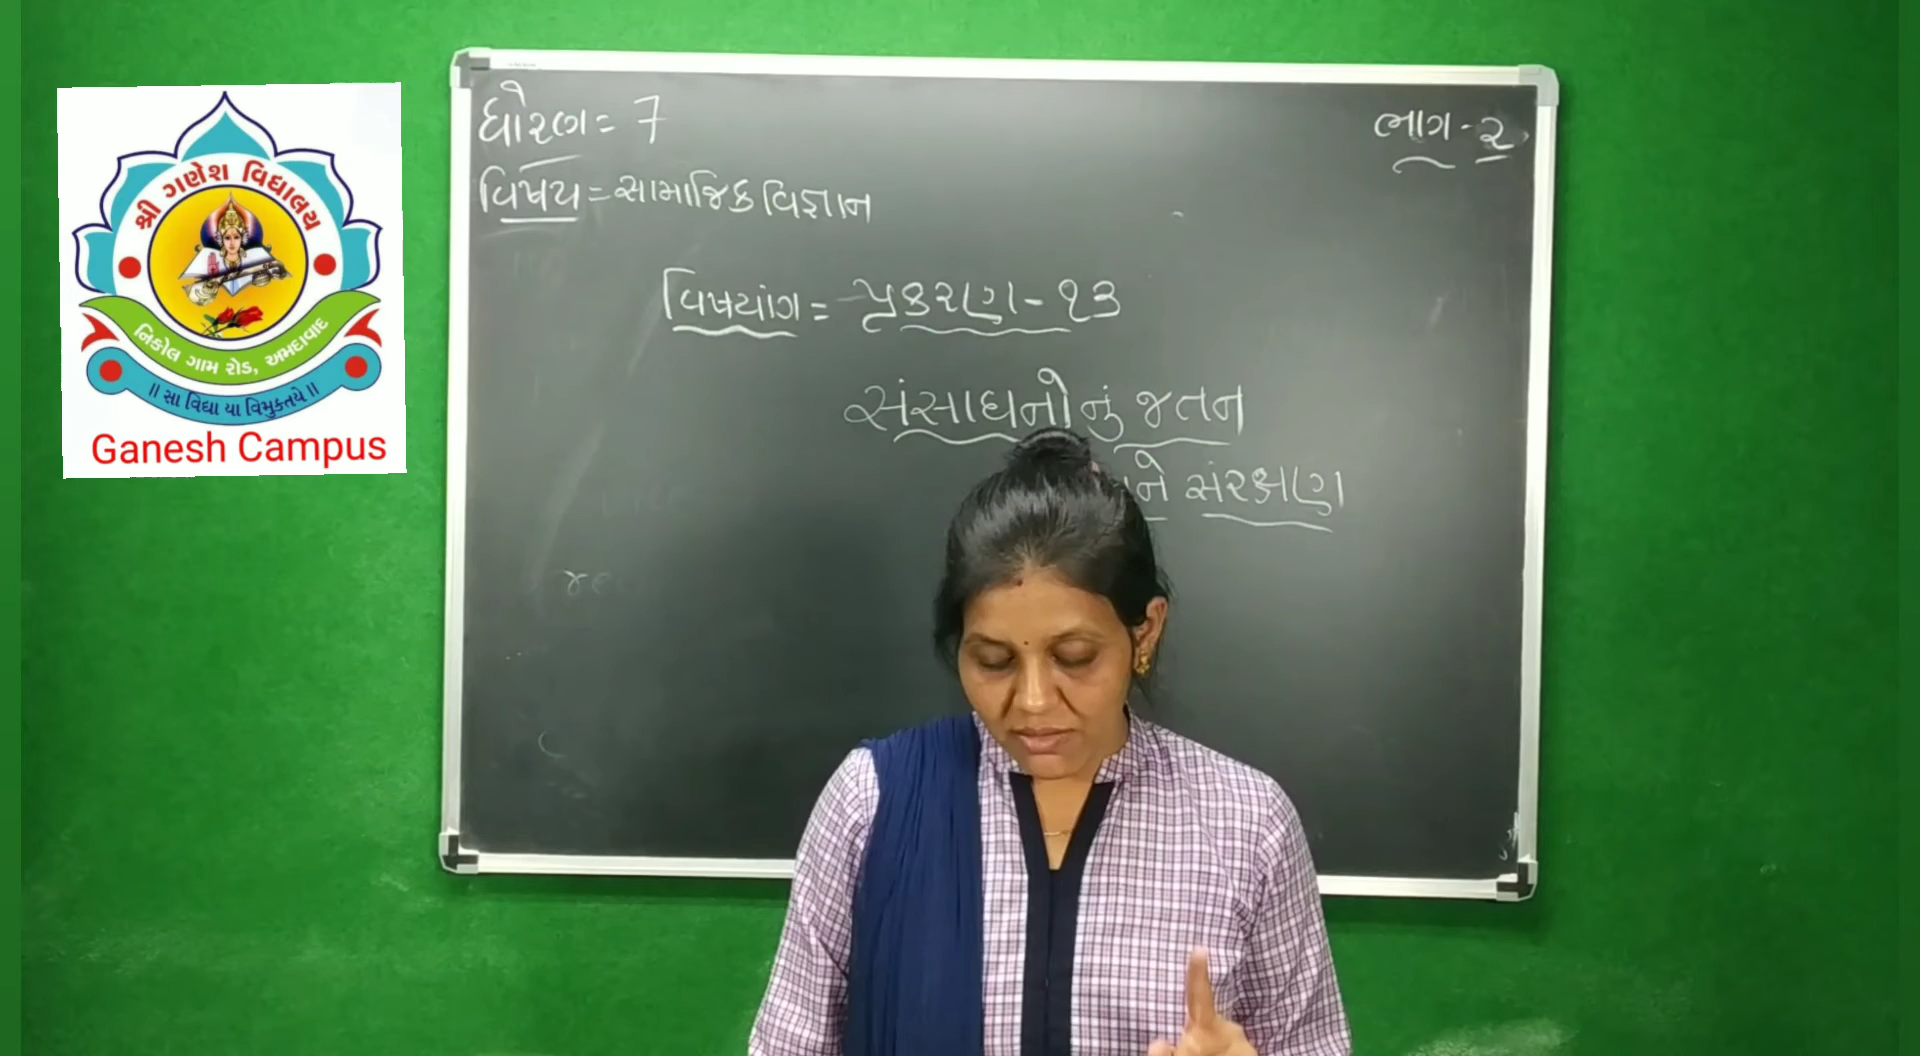 શ્રી ગણેશ વિદ્યાલય
નિકોલ ગામ રોડ, અમદાવાદ
॥ સા વિદ્યા યા વિમુક્તયે ॥
Ganesh Campus
ધોરણ = 7
ભાગ - ૨
વિષય = સામાજિક વિજ્ઞાન
વિષયાંગ = પ્રકરણ - ૧૩
સંસાધનોનું જતન
સંરક્ષણ